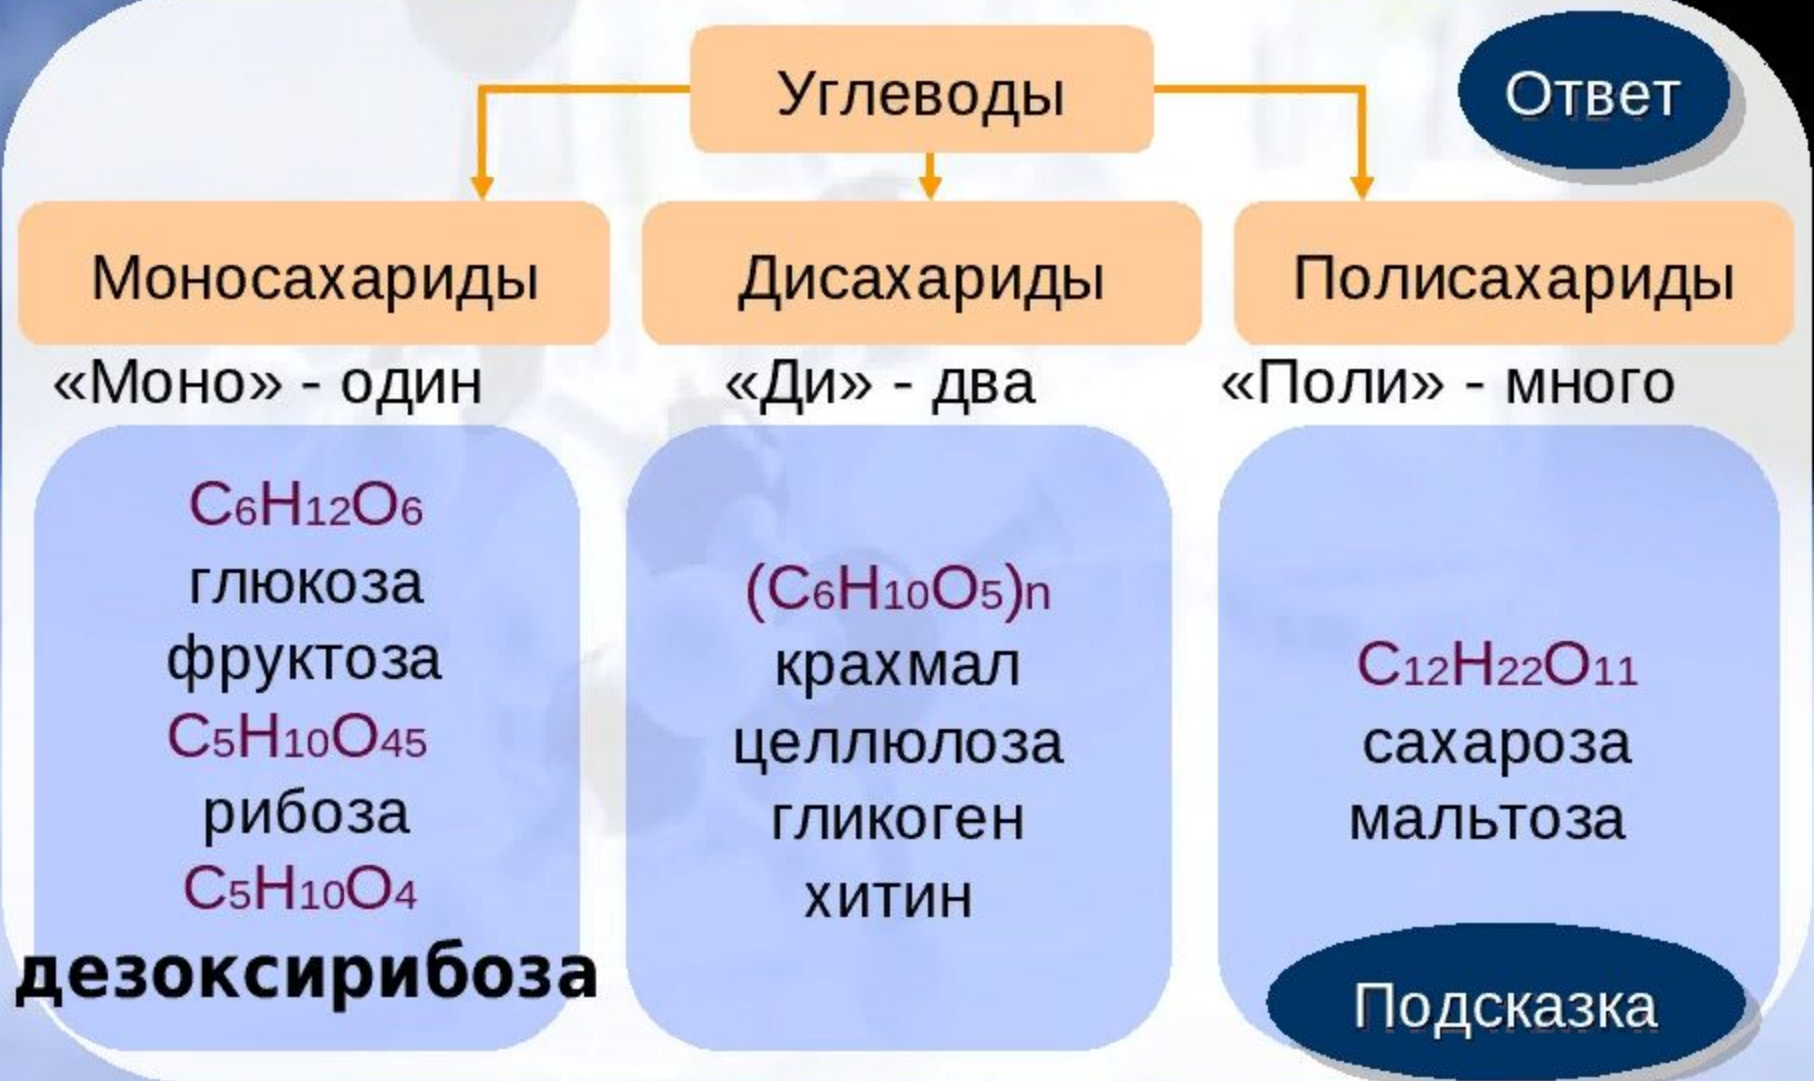 Углеводы
Ответ
Моносахариды
Дисахариды
Полисахариды
«Моно» - один
«Ди» - два
«Поли» - много
C6H12O6
глюкоза
фруктоза
C5H10O45
рибоза
C5H10O4
дезоксирибоза
(C6H10O5)n
крахмал
целлюлоза
гликоген
хитин
C12H22O11
сахароза
мальтоза
Подсказка